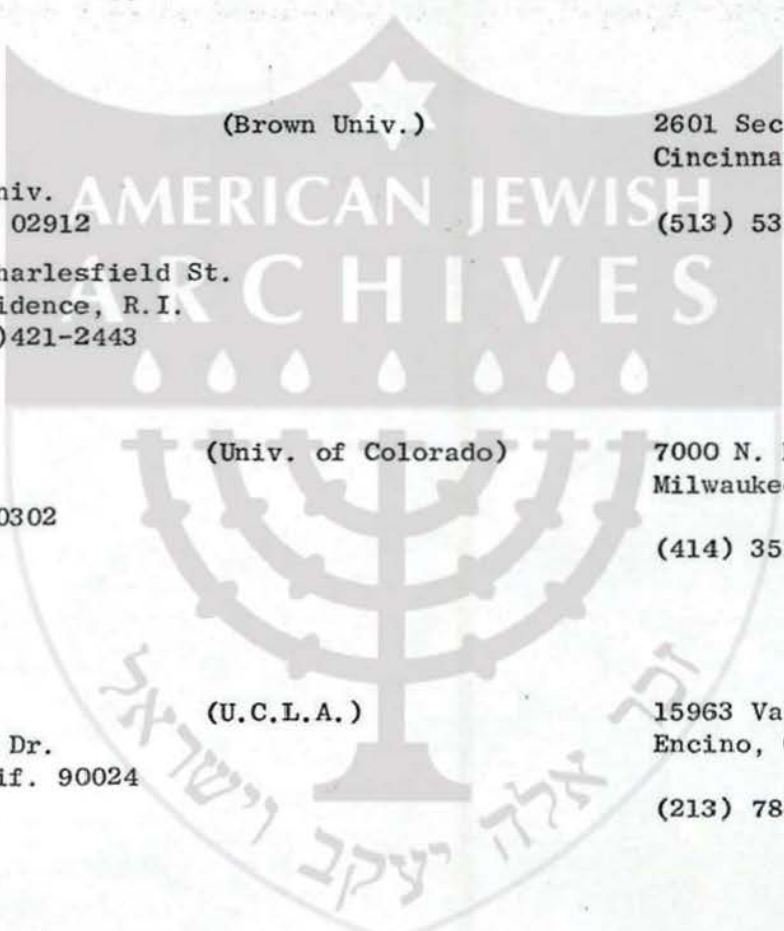 (Brown Univ.)
2601 Sec
Cincinna
niv.
02912
AMERICAN JEWISH
(513) 53
harlesfield St.
idence, R.I.
)421-2443
ARCHIVES
(Univ. of Colorado)
7000 N.
Milwauke
0302
(414) 35
(U.C.L.A.)
15963 Va
Dr.
Encino,
if. 90024
(213) 78
זכר אלה יעקב וישראל